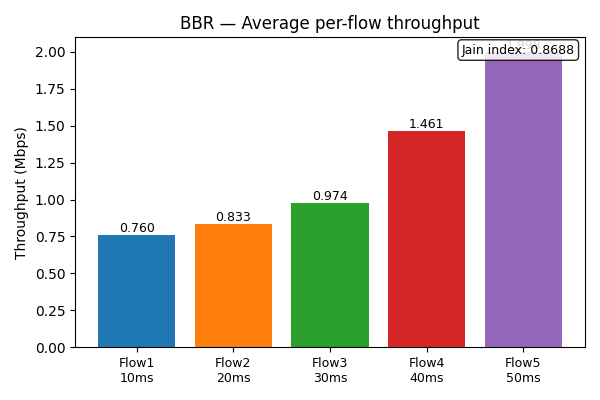 BBR — Average per-flow throughput
Jain index: 0.8688
Throughput (Mbps)
2.00
1.75
1.50
1.25
1.00
0.75
0.50
0.25
0.00
0.760
0.833
0.974
1.461
Flow1
10ms
Flow2
20ms
Flow3
30ms
Flow4
40ms
Flow5
50ms